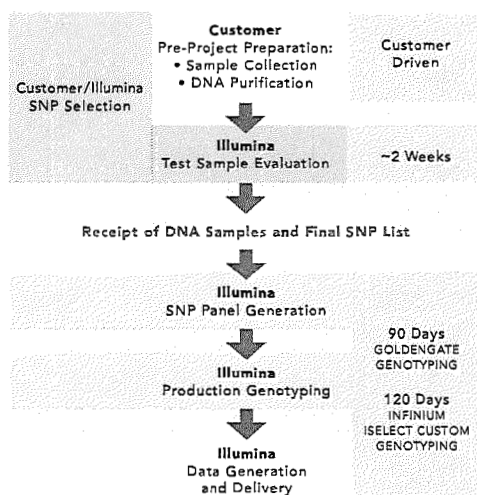 Customer
Pre-Project Preparation:
• Sample Collection
• DNA Purification
Customer
Driven
Customer/Illumina
SNP Selection
Illumina
Test Sample Evaluation
~2 Weeks
Receipt of DNA Samples and Final SNP List
Illumina
SNP Panel Generation
90 Days
GOLDENGATE
GENOTYPING
Illumina
Production Genotyping
120 Days
INFINIUM
ISELECT CUSTOM
GENOTYPING
Illumina
Data Generation
and Delivery